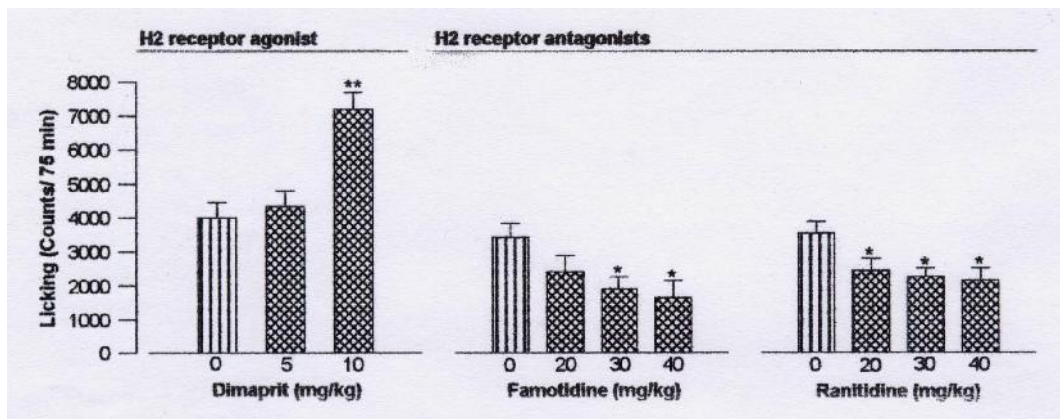 H2 receptor agonist
H2 receptor antagonists
Licking (Counts/ 75 min)
8000
7000
6000
5000
4000
3000
2000
1000
0
**
* *
* * *
0 5 10
0 20 30 40
0 20 30 40
Dimaprit (mg/kg)
Famotidine (mg/kg)
Ranitidine (mg/kg)